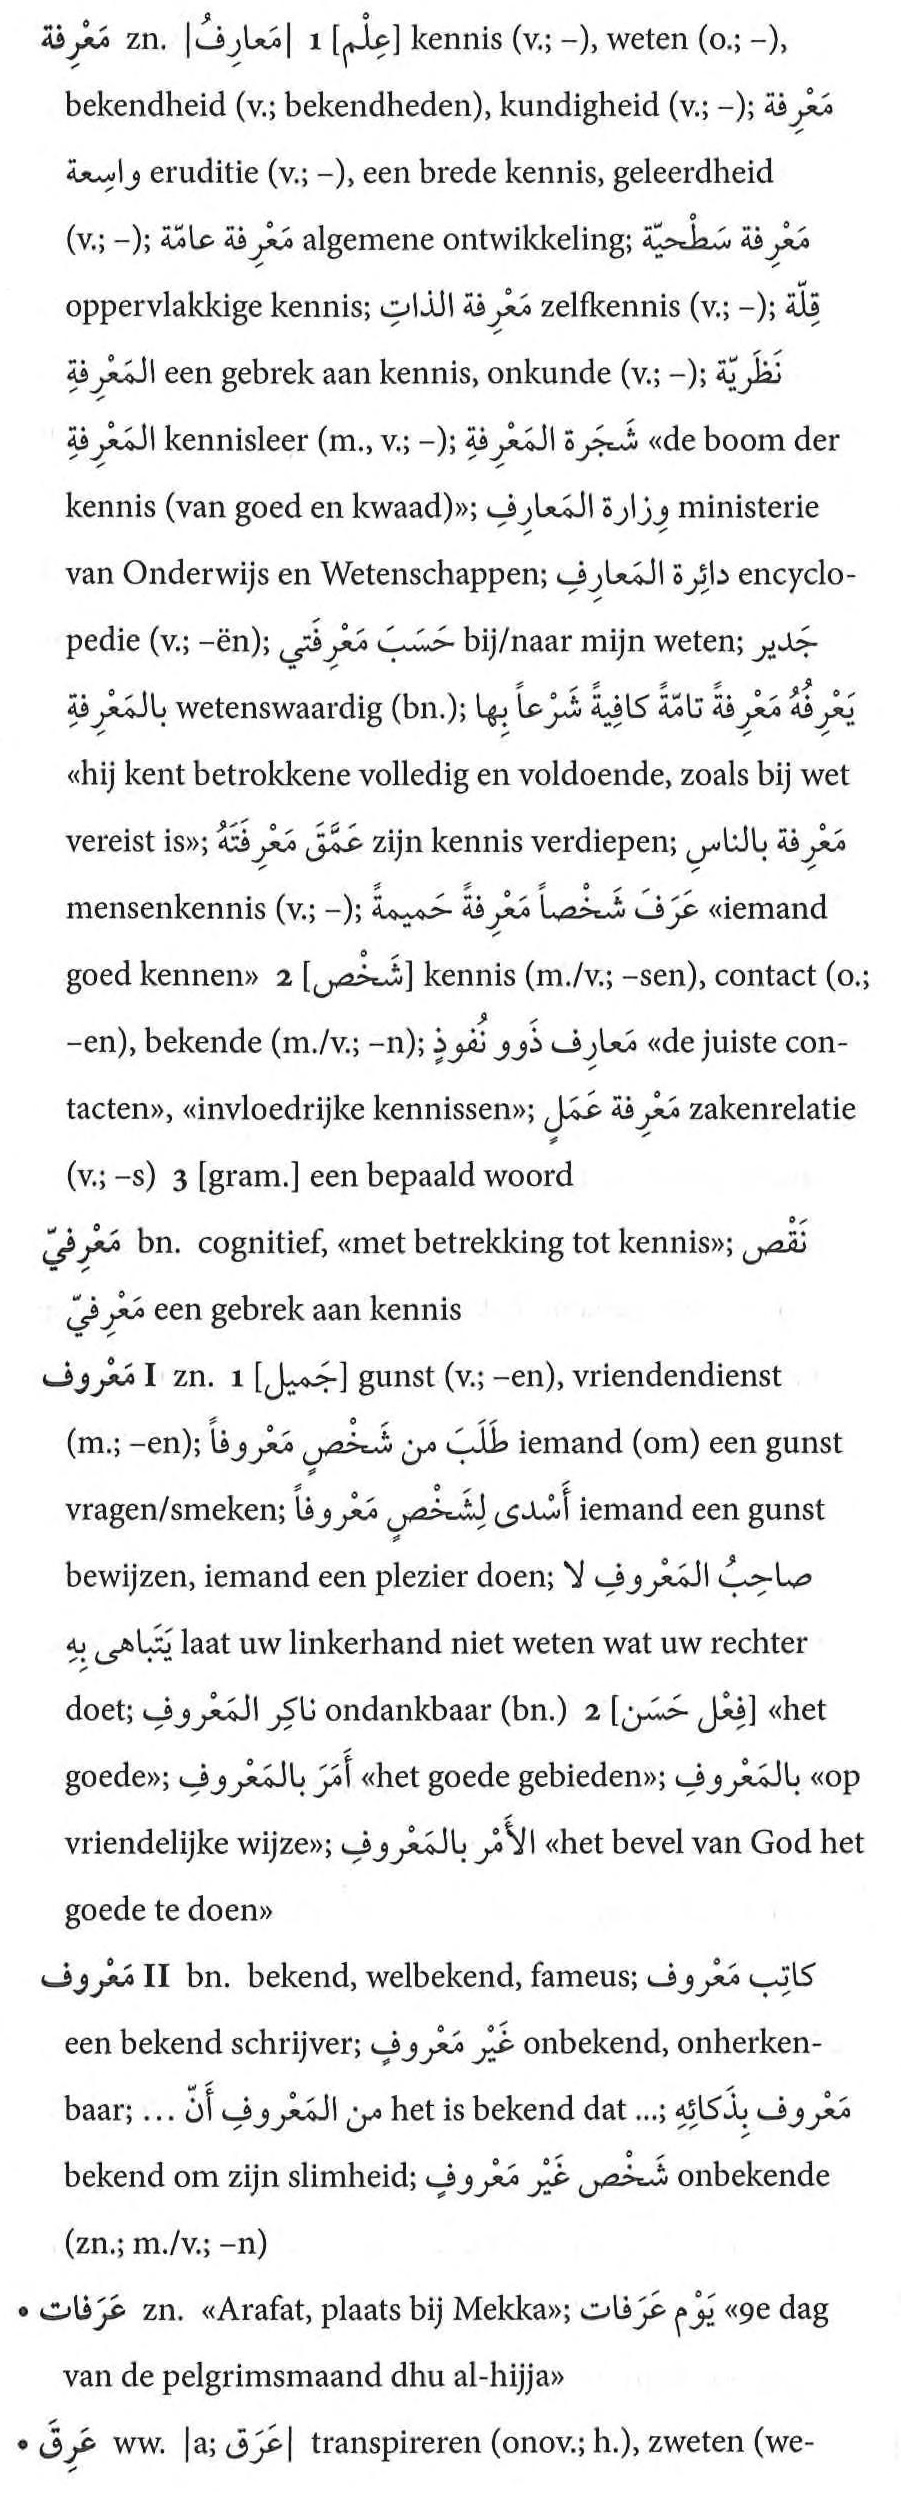 مَعْرِفة zn. |مَعارِفُ| 1 [عِلْم] kennis (v.; –), weten (o.; –),
bekendheid (v.; bekendheden), kundigheid (v.; –); مَعْرِفة
واسِعة eruditie (v.; –), een brede kennis, geleerdheid
(v.; –); مَعْرِفة عامّة algemene ontwikkeling; مَعْرِفة سَطْحيّة
oppervlakkige kennis; مَعْرِفة الذاتِ zelfkennis (v.; –); قِلّة
المَعْرِفةِ een gebrek aan kennis, onkunde (v.; –); نَظَريّة
المَعْرِفةِ kennisleer (m., v.; –); شَجَرة المَعْرِفةِ «de boom der
kennis (van goed en kwaad)»; وِزارة المَعارِفِ ministerie
van Onderwijs en Wetenschappen; دائِرة المَعارِفِ encyclo-
pedie (v.; –ën); حَسَبَ مَعْرِفَتي bij/naar mijn weten; جَدير
بالمَعْرِفةِ wetenswaardig (bn.); يَعْرِفُهُ مَعْرِفةً تامّةً كافِيةً شَرْعاً بِها
«hij kent betrokkene volledig en voldoende, zoals bij wet
vereist is»; عَمَّقَ مَعْرِفَتَهُ zijn kennis verdiepen; مَعْرِفة بالناسِ
mensenkennis (v.; –); عَرَفَ شَخْصاً مَعْرِفةً حَميمةً «iemand
goed kennen» 2 [شَخْص] kennis (m./v.; –sen), contact (o.;
–en), bekende (m./v.; –n); مَعارِف ذَوو نُفوذٍ «de juiste con-
tacten», «invloedrijke kennissen»; مَعْرِفة عَمَلٍ zakenrelatie
(v.; –s) 3 [gram.] een bepaald woord
مَعْرِفيّ bn. cognitief, «met betrekking tot kennis»; نَقْص
مَعْرِفيّ een gebrek aan kennis
مَعْروف I zn. 1 [جَميل] gunst (v.; –en), vriendendienst
(m.; –en); طَلَبَ من شَخْصٍ مَعْروفاً iemand (om) een gunst
vragen/smeken; أَسْدى لِشَخْصٍ مَعْروفاً iemand een gunst
bewijzen, iemand een plezier doen; صاحِبُ المَعْروفِ لا
يَتَباهى بِهِ laat uw linkerhand niet weten wat uw rechter
doet; ناكِر المَعْروفِ ondankbaar (bn.) 2 [فِعْل حَسَن] «het
goede»; أَمَرَ بالمَعْروفِ «het goede gebieden»; بالمَعْروفِ «op
vriendelijke wijze»; الأَمْر بالمَعْروفِ «het bevel van God het
goede te doen»
مَعْروف II bn. bekend, welbekend, fameus; كاتِب مَعْروف
een bekend schrijver; غَيْر مَعْروفٍ onbekend, onherken-
baar; من المَعْروفِ أَنَّ ... het is bekend dat ...; مَعْروف بِذَكائِهِ
bekend om zijn slimheid; شَخْص غَيْر مَعْروفٍ onbekende
(zn.; m./v.; –n)
• عَرَفات zn. «Arafat, plaats bij Mekka»; يَوْم عَرَفات «9e dag
van de pelgrimsmaand dhu al-hijja»
• عَرِقَ ww. |a; عَرَق| transpireren (onov.; h.), zweten (we-